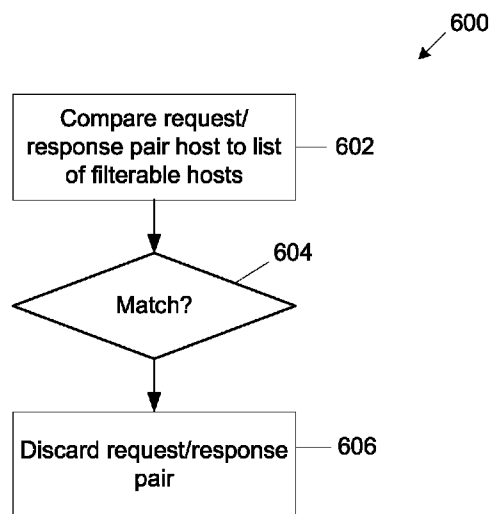 600
Compare request/
response pair host to list
of filterable hosts
602
604
Match?
Discard request/response
pair
606